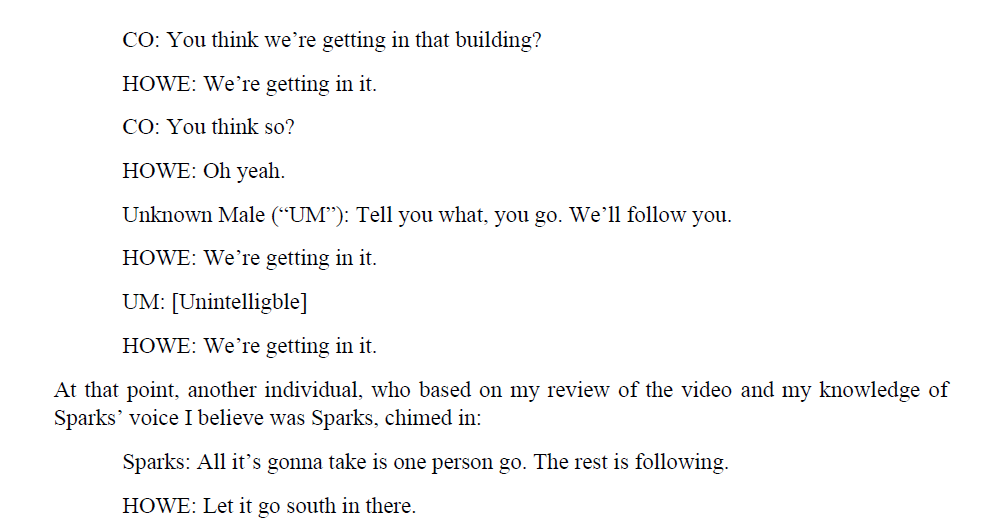 CO: You think we’re getting in that building?
HOWE: We’re getting in it.
CO: You think so?
HOWE: Oh yeah.
Unknown Male (“UM”): Tell you what, you go. We’ll follow you.
HOWE: We’re getting in it.
UM: [Unintelligble]
HOWE: We’re getting in it.
At that point, another individual, who based on my review of the video and my knowledge of
Sparks’ voice I believe was Sparks, chimed in:
Sparks: All it’s gonna take is one person go. The rest is following.
HOWE: Let it go south in there.